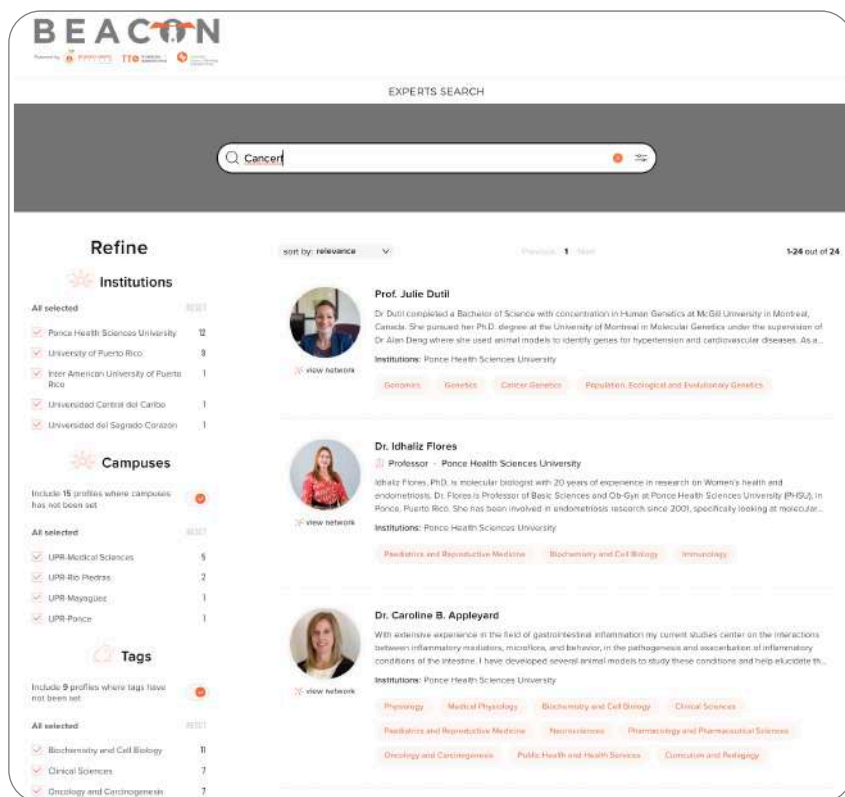 BEACON
Powered by
TTO
EXPERTS SEARCH
Cancerf
Refine
Institutions
All selected RESET
Ponce Health Sciences University 12
University of Puerto Rico 9
Inter American University of Puerto
Rico 1
Universidad Central del Caribe 1
Universidad del Sagrado Corazón 1
Campuses
Include 15 profiles where campuses
has not been set
All selected RESET
UPR-Medical Sciences 5
UPR-Rio Piedras 2
UPR-Mayagüez 1
UPR-Ponce 1
Tags
Include 9 profiles where tags have
not been set
All selected RESET
Biochemistry and Cell Biology 11
Clinical Sciences 7
Oncology and Carcinogenesis 7
sort by: relevance Previous 1 Next 1-24 out of 24
Prof. Julie Dutil
Dr Dutil completed a Bachelor of Science with concentration in Human Genetics at McGill University in Montreal,
Canada. She pursued her Ph.D. degree at the University of Montreal in Molecular Genetics under the supervision of
Dr Alan Deng where she used animal models to identify genes for hypertension and cardiovascular diseases. As a...
Institutions: Ponce Health Sciences University
view network
Genomics Genetics Cancer Genetics Population, Ecological and Evolutionary Genetics
Dr. Idhaliz Flores
Professor - Ponce Health Sciences University
Idhaliz Flores, PhD, is molecular biologist with 20 years of experience in research on Women's health and
endometriosis. Dr. Flores is Professor of Basic Sciences and Ob-Gyn at Ponce Health Sciences University (PHSU), in
Ponce, Puerto Rico. She has been involved in endometriosis research since 2001, specifically looking at molecular...
Institutions: Ponce Health Sciences University
view network
Paediatrics and Reproductive Medicine Biochemistry and Cell Biology Immunology
Dr. Caroline B. Appleyard
With extensive experience in the field of gastrointestinal inflammation my current studies center on the interactions
between inflammatory mediators, microflora, and behavior, in the pathogenesis and exacerbation of inflammatory
conditions of the intestine. I have developed several animal models to study these conditions and help elucidate th...
Institutions: Ponce Health Sciences University
view network
Physiology Medical Physiology Biochemistry and Cell Biology Clinical Sciences
Paediatrics and Reproductive Medicine Neurosciences Pharmacology and Pharmaceutical Sciences
Oncology and Carcinogenesis Public Health and Health Services Curriculum and Pedagogy